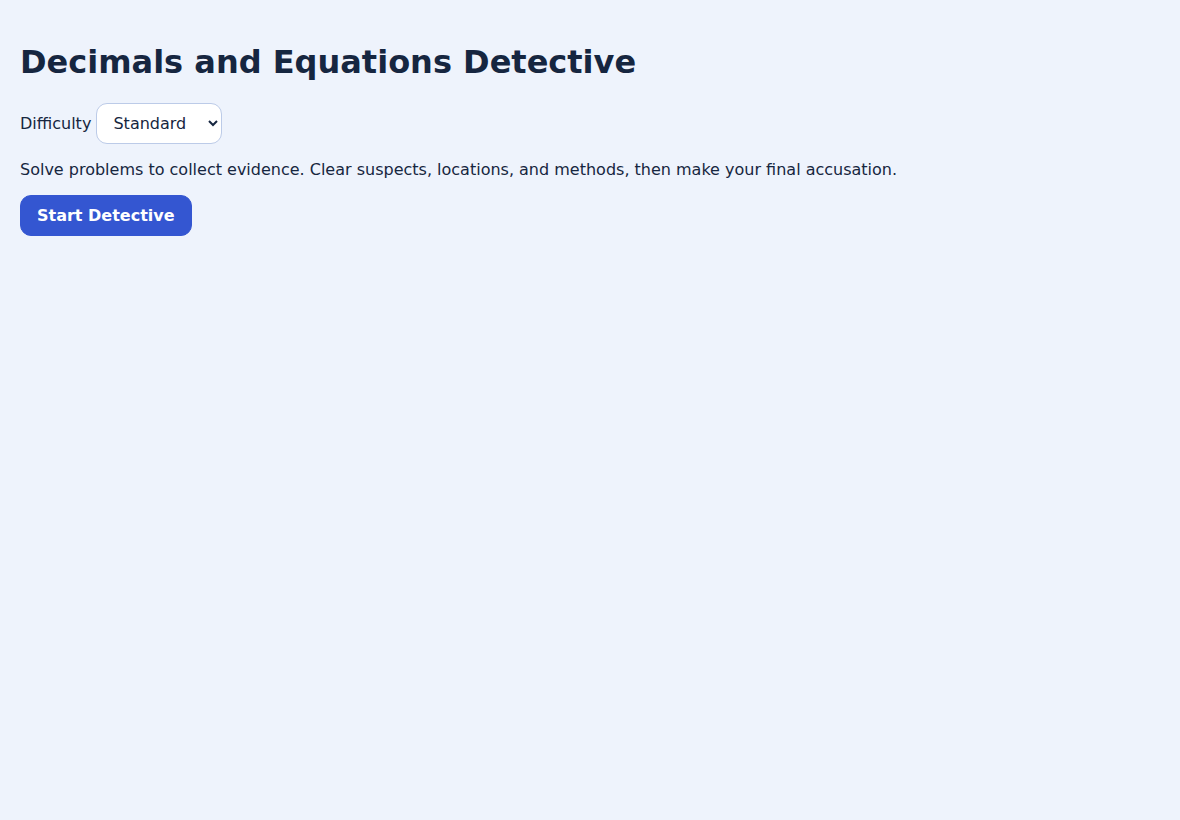 Decimals and Equations Detective
Difficulty Standard
Solve problems to collect evidence. Clear suspects, locations, and methods, then make your final accusation.
Start Detective